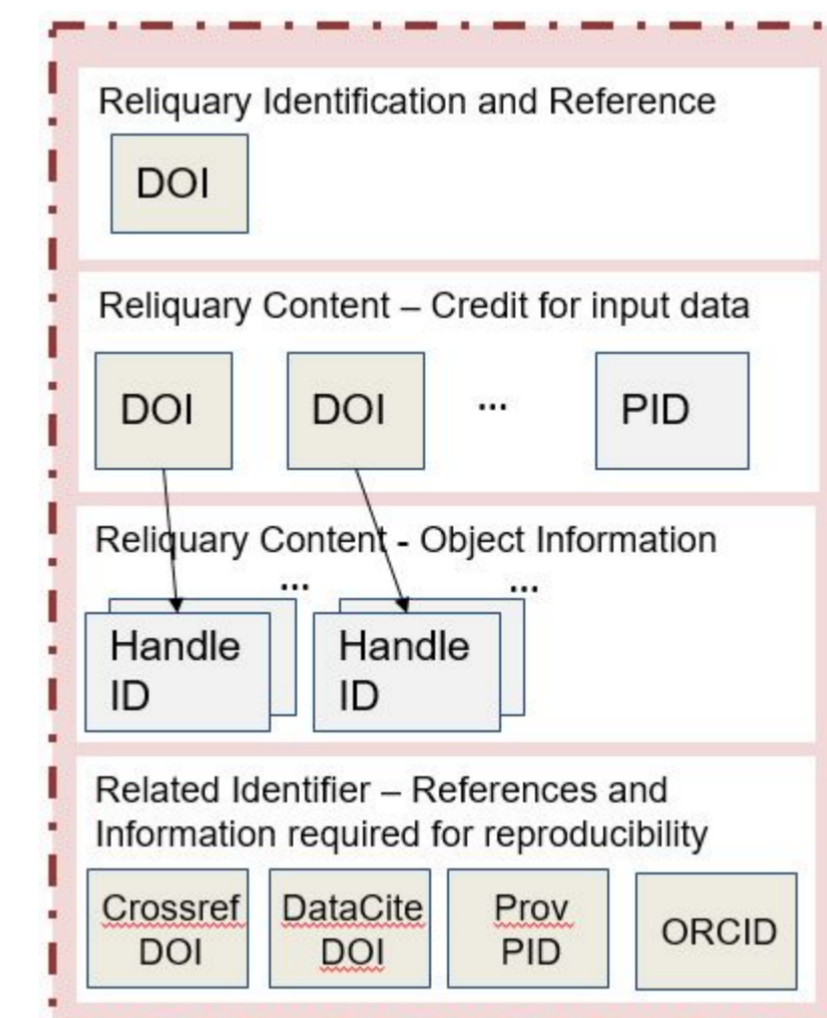 Reliquary Identification and Reference
DOI
Reliquary Content – Credit for input data
DOI DOI ... PID
Reliquary Content - Object Information
... ...
Handle
ID
Handle
ID
Related Identifier – References and
Information required for reproducibility
Crossref
DOI
DataCite
DOI
Prov
PID
ORCID